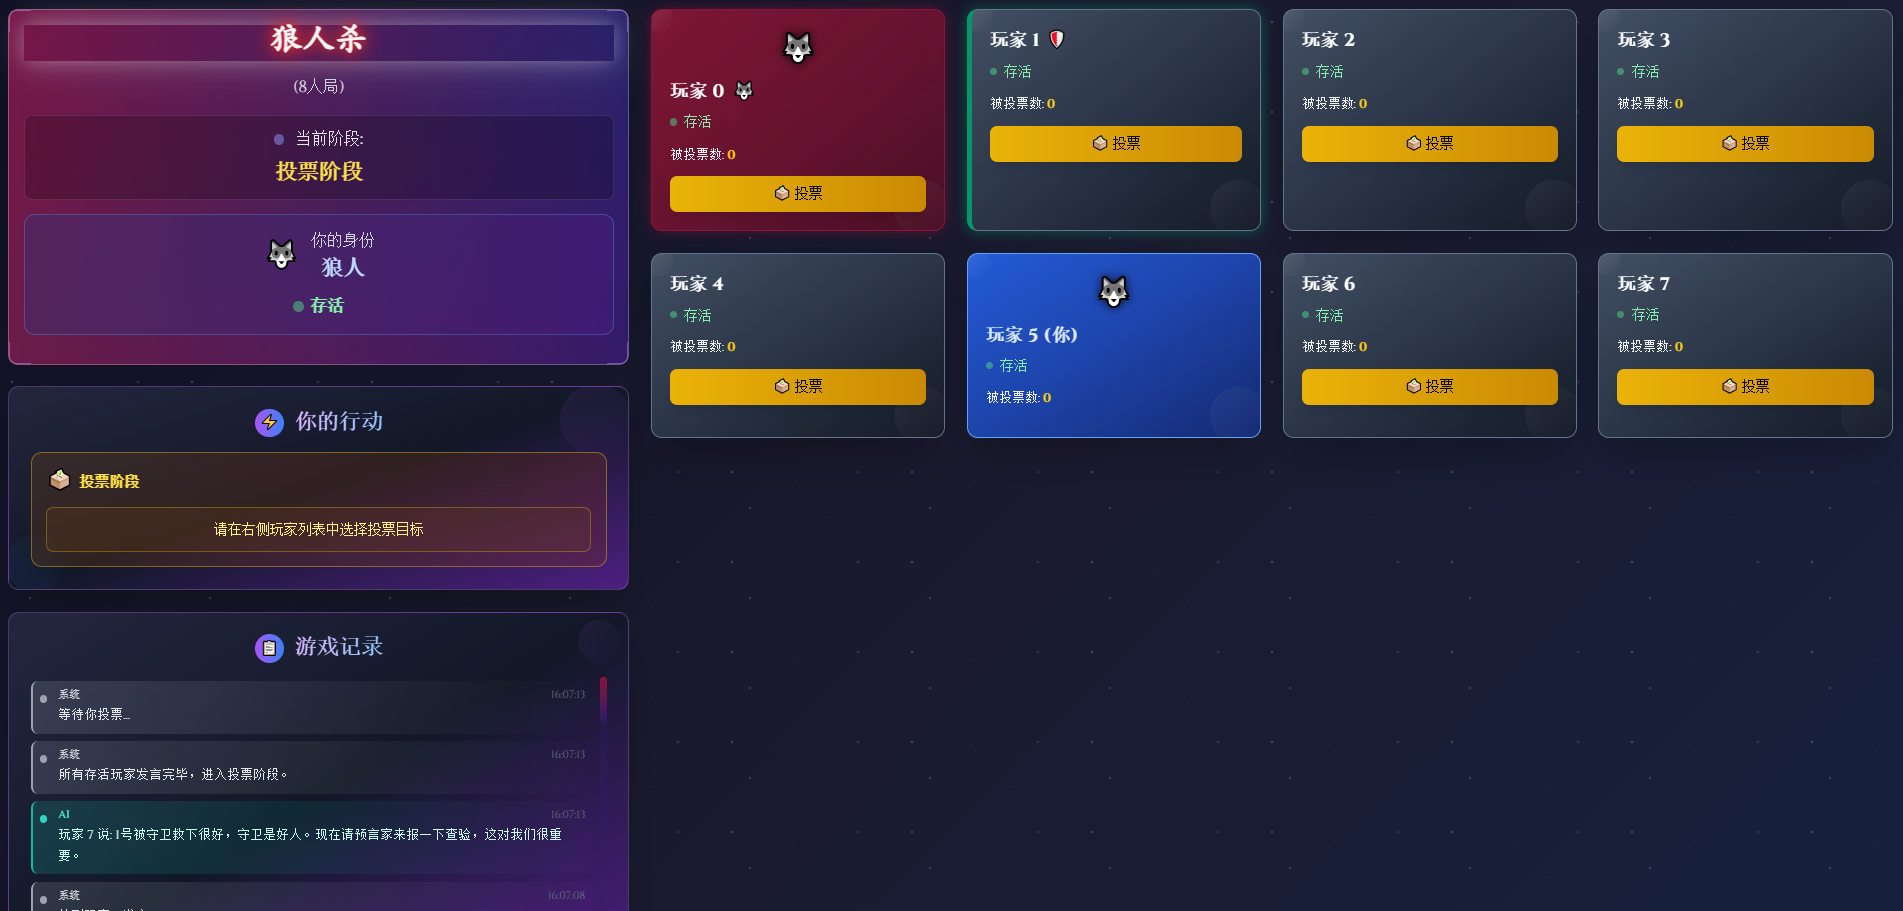 狼人杀
(8人局)
当前阶段:
投票阶段
你的身份
狼人
存活
你的行动
投票阶段
请在右侧玩家列表中选择投票目标
游戏记录
系统 16:07:13
等待你投票...
系统 16:07:13
所有存活玩家发言完毕，进入投票阶段。
AI 16:07:13
玩家 7 说: 1号被守卫救下很好，守卫是好人。现在请预言家来报一下查验，这对我们很重
要。
系统 16:07:08
玩家 0
存活
被投票数: 0
投票
玩家 1
存活
被投票数: 0
投票
玩家 2
存活
被投票数: 0
投票
玩家 3
存活
被投票数: 0
投票
玩家 4
存活
被投票数: 0
投票
玩家 5 (你)
存活
被投票数: 0
玩家 6
存活
被投票数: 0
投票
玩家 7
存活
被投票数: 0
投票